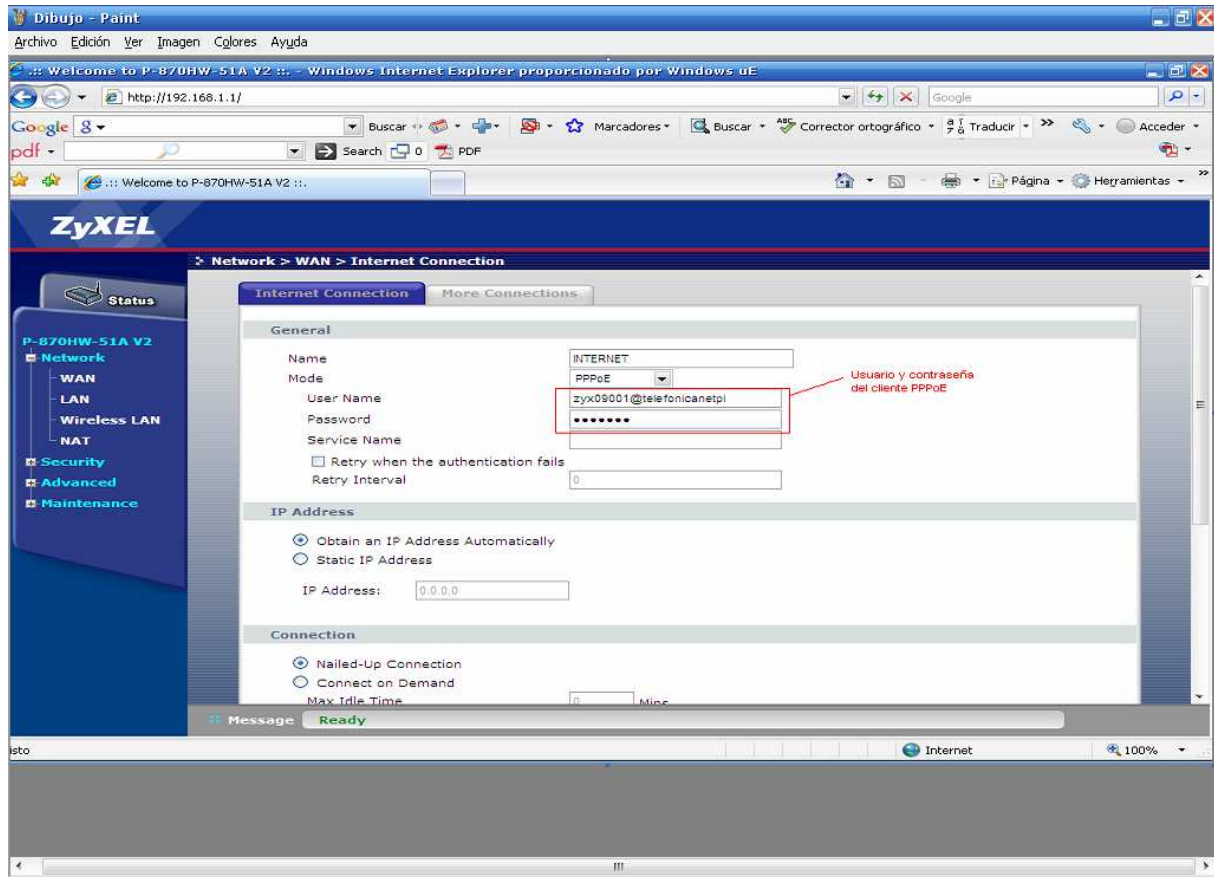 Dibujo - Paint
Archivo Edición Ver Imagen Colores Ayuda
.:: Welcome to P-870HW-51A V2 ::. - Windows Internet Explorer proporcionado por Windows uE
http://192.168.1.1/
Google
Google 8 Buscar Marcadores Buscar Corrector ortográfico Traducir Acceder
pdf Search 0 PDF
.:: Welcome to P-870HW-51A V2 ::. Página Herramientas
ZyXEL
Network > WAN > Internet Connection
Status
Internet Connection More Connections
P-870HW-51A V2
Network
WAN
LAN
Wireless LAN
NAT
Security
Advanced
Maintenance
General
Name INTERNET
Mode PPPoE
Usuario y contraseña
del cliente PPPoE
User Name zyx09001@telefonicanetpi
Password •••••••
Service Name
Retry when the authentication fails
Retry Interval 0
IP Address
Obtain an IP Address Automatically
Static IP Address
IP Address: 0.0.0.0
Connection
Nailed-Up Connection
Connect on Demand
Max Idle Time 0 Mins
Message Ready
isto Internet 100%